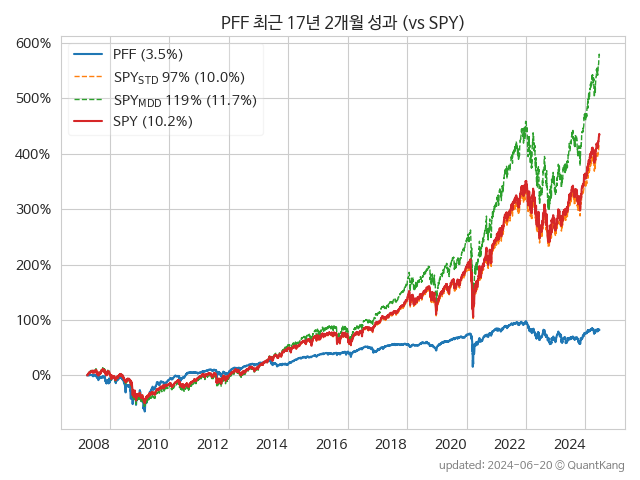 PFF 최근 17년 2개월 성과 (vs SPY)
600%
500%
400%
300%
200%
100%
0%
PFF (3.5%)
SPY_STD 97% (10.0%)
SPY_MDD 119% (11.7%)
SPY (10.2%)
2008 2010 2012 2014 2016 2018 2020 2022 2024
updated: 2024-06-20 © QuantKang